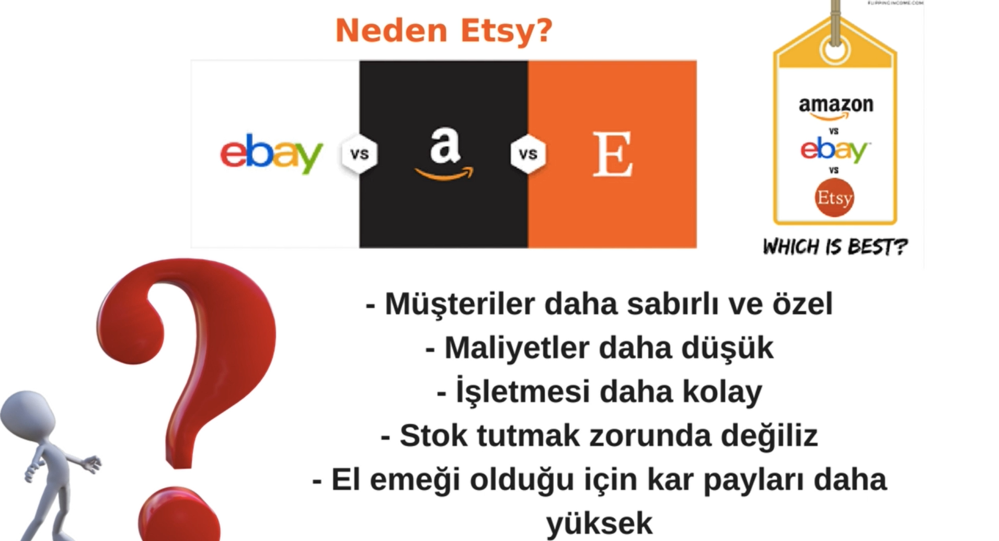 FLIPPINGINCOME.COM
Neden Etsy?
ebay
vs
a
vs
E
amazon
vs
ebay™
vs
Etsy
WHICH IS BEST?
- Müşteriler daha sabırlı ve özel
- Maliyetler daha düşük
- İşletmesi daha kolay
- Stok tutmak zorunda değiliz
- El emeği olduğu için kar payları daha
yüksek